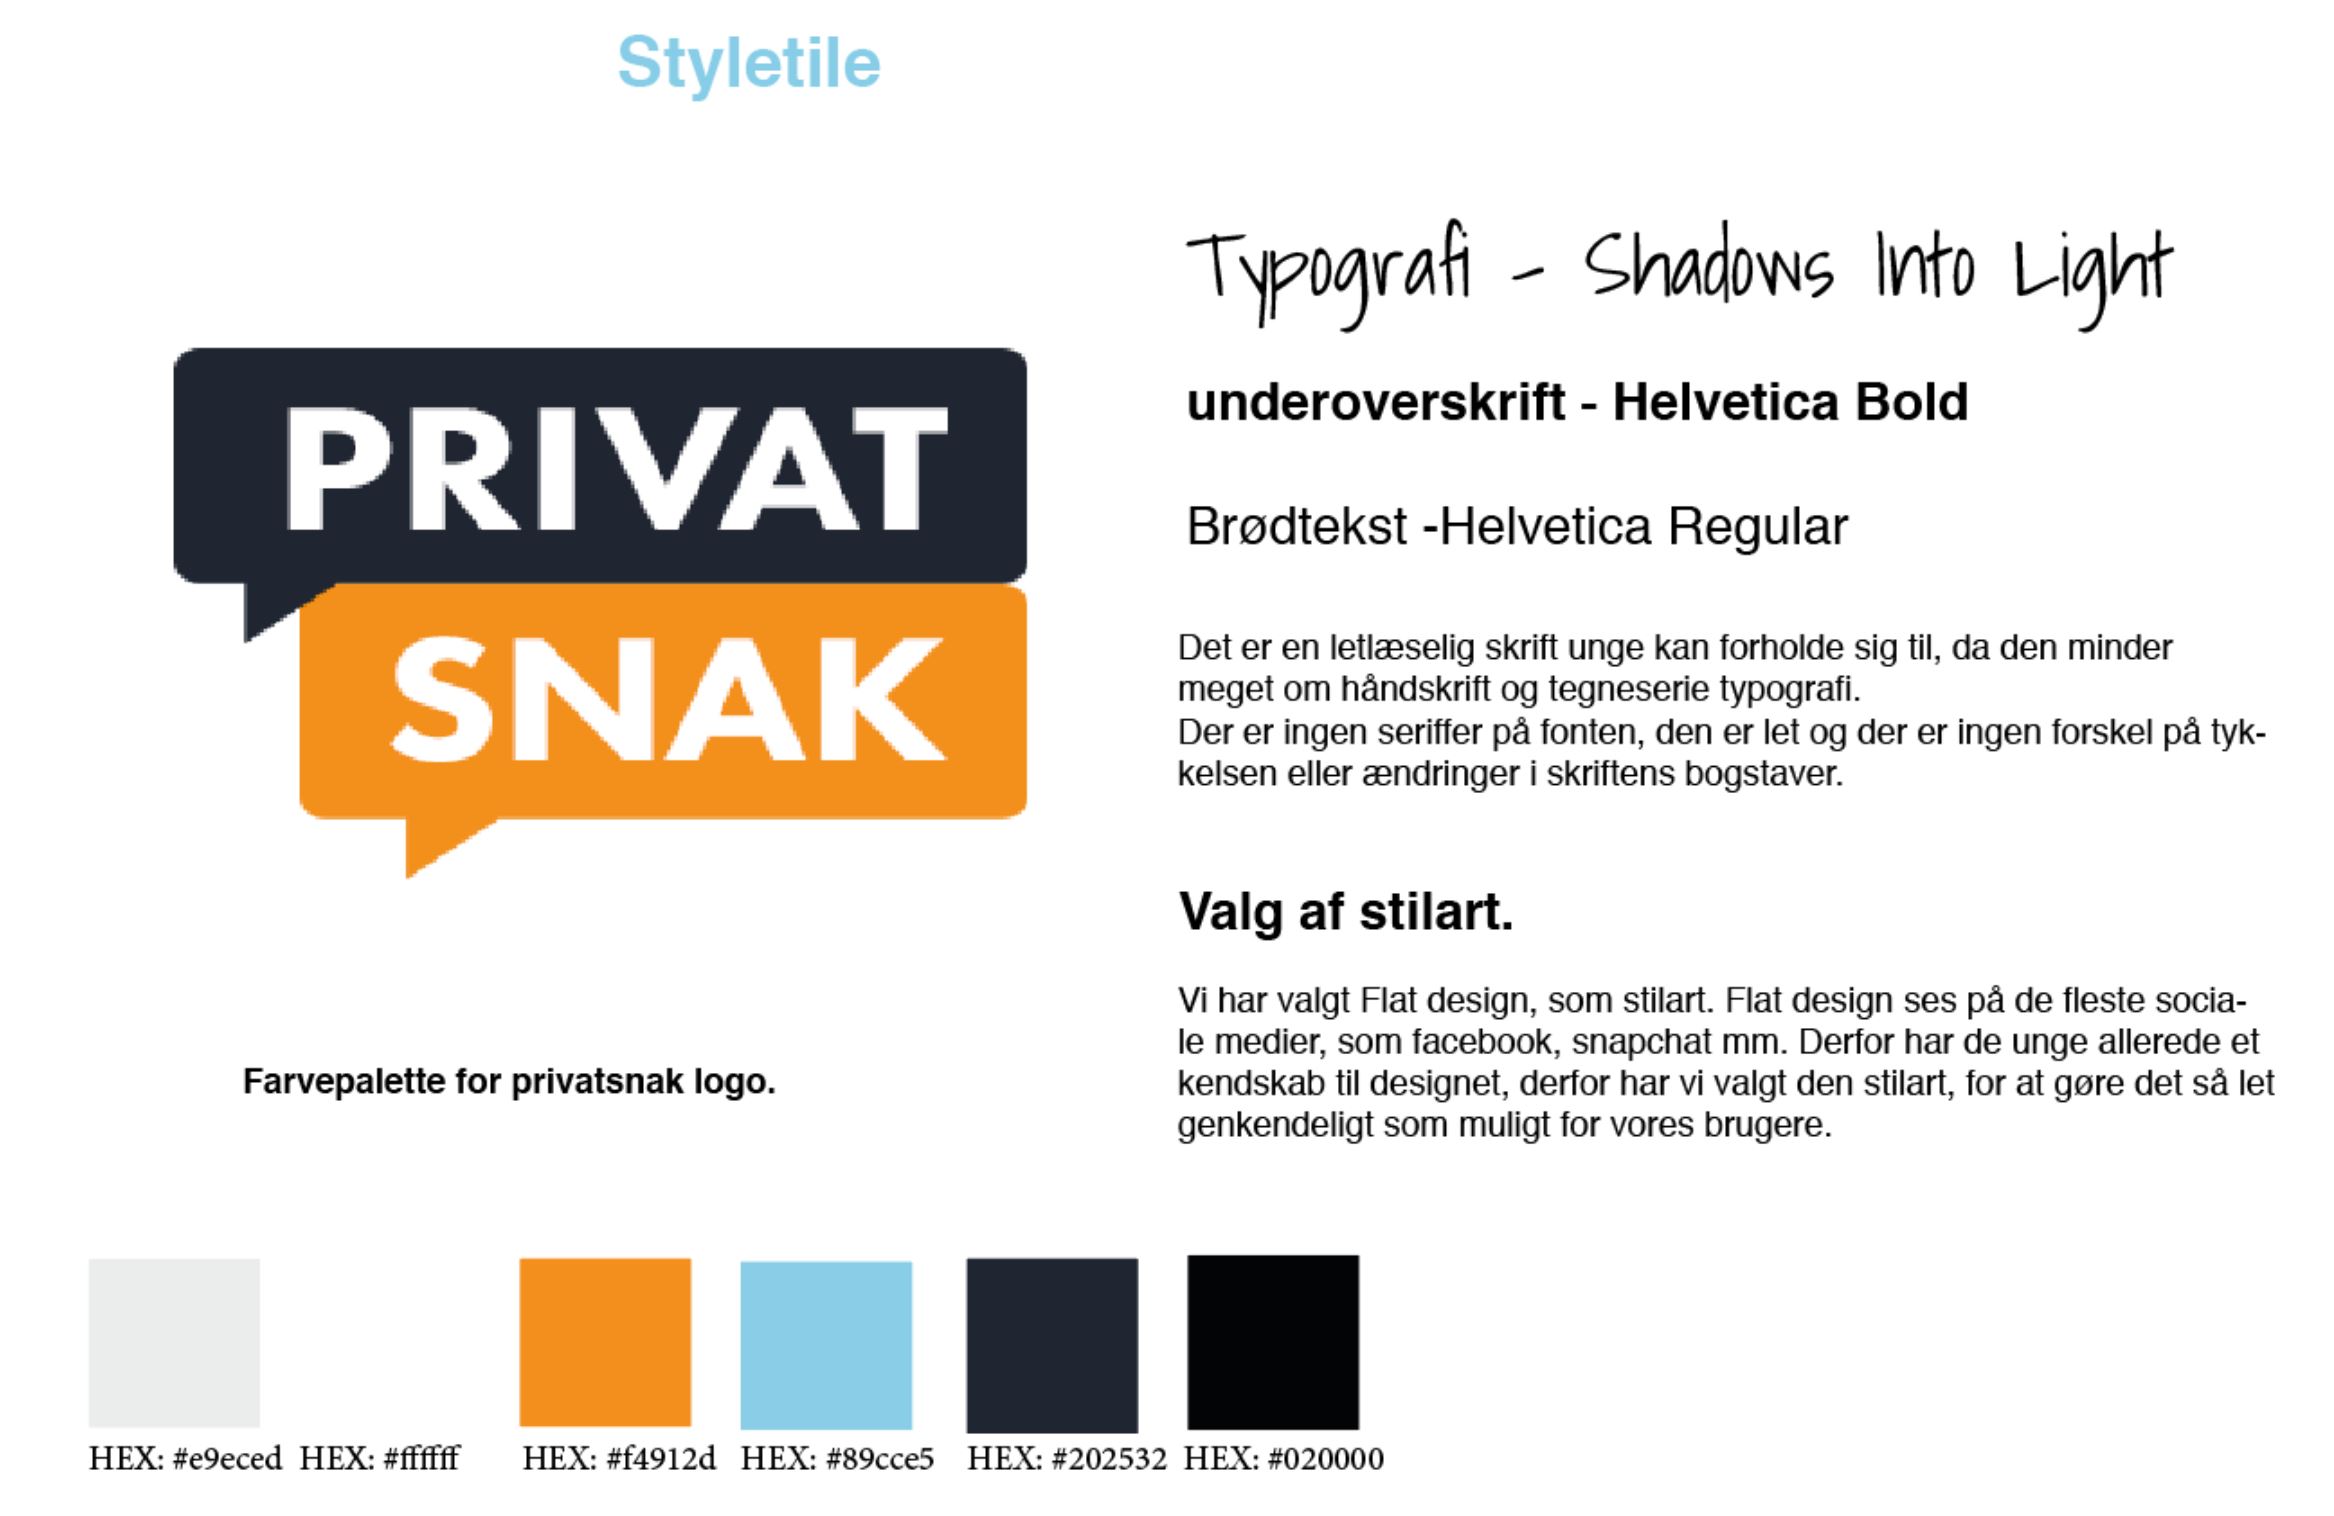 Styletile
PRIVAT
SNAK
Typografi - Shadows Into Light
underoverskrift - Helvetica Bold
Brødtekst -Helvetica Regular
Det er en letlæselig skrift unge kan forholde sig til, da den minder
meget om håndskrift og tegneserie typografi.
Der er ingen seriffer på fonten, den er let og der er ingen forskel på tyk-
kelsen eller ændringer i skriftens bogstaver.
Valg af stilart.
Vi har valgt Flat design, som stilart. Flat design ses på de fleste socia-
le medier, som facebook, snapchat mm. Derfor har de unge allerede et
kendskab til designet, derfor har vi valgt den stilart, for at gøre det så let
genkendeligt som muligt for vores brugere.
Farvepalette for privatsnak logo.
HEX: #e9eced HEX: #ffffff HEX: #f4912d HEX: #89cce5 HEX: #202532 HEX: #020000